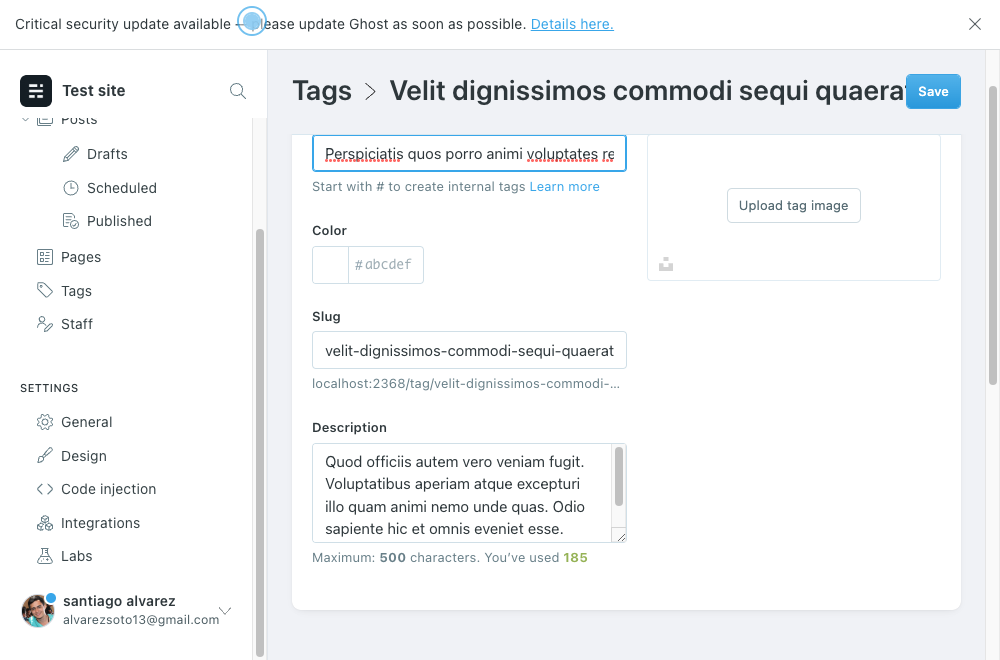 Critical security update available — please update Ghost as soon as possible. Details here.
Test site
Tags > Velit dignissimos commodi sequi quaerat
Save
Posts
Drafts
Scheduled
Published
Pages
Tags
Staff
SETTINGS
General
Design
Code injection
Integrations
Labs
santiago alvarez
alvarezsoto13@gmail.com
Perspiciatis quos porro animi voluptates re
Start with # to create internal tags Learn more
Color
# abcdef
Slug
velit-dignissimos-commodi-sequi-quaerat
localhost:2368/tag/velit-dignissimos-commodi-...
Description
Quod officiis autem vero veniam fugit.
Voluptatibus aperiam atque excepturi
illo quam animi nemo unde quas. Odio
sapiente hic et omnis eveniet esse.
Maximum: 500 characters. You've used 185
Upload tag image